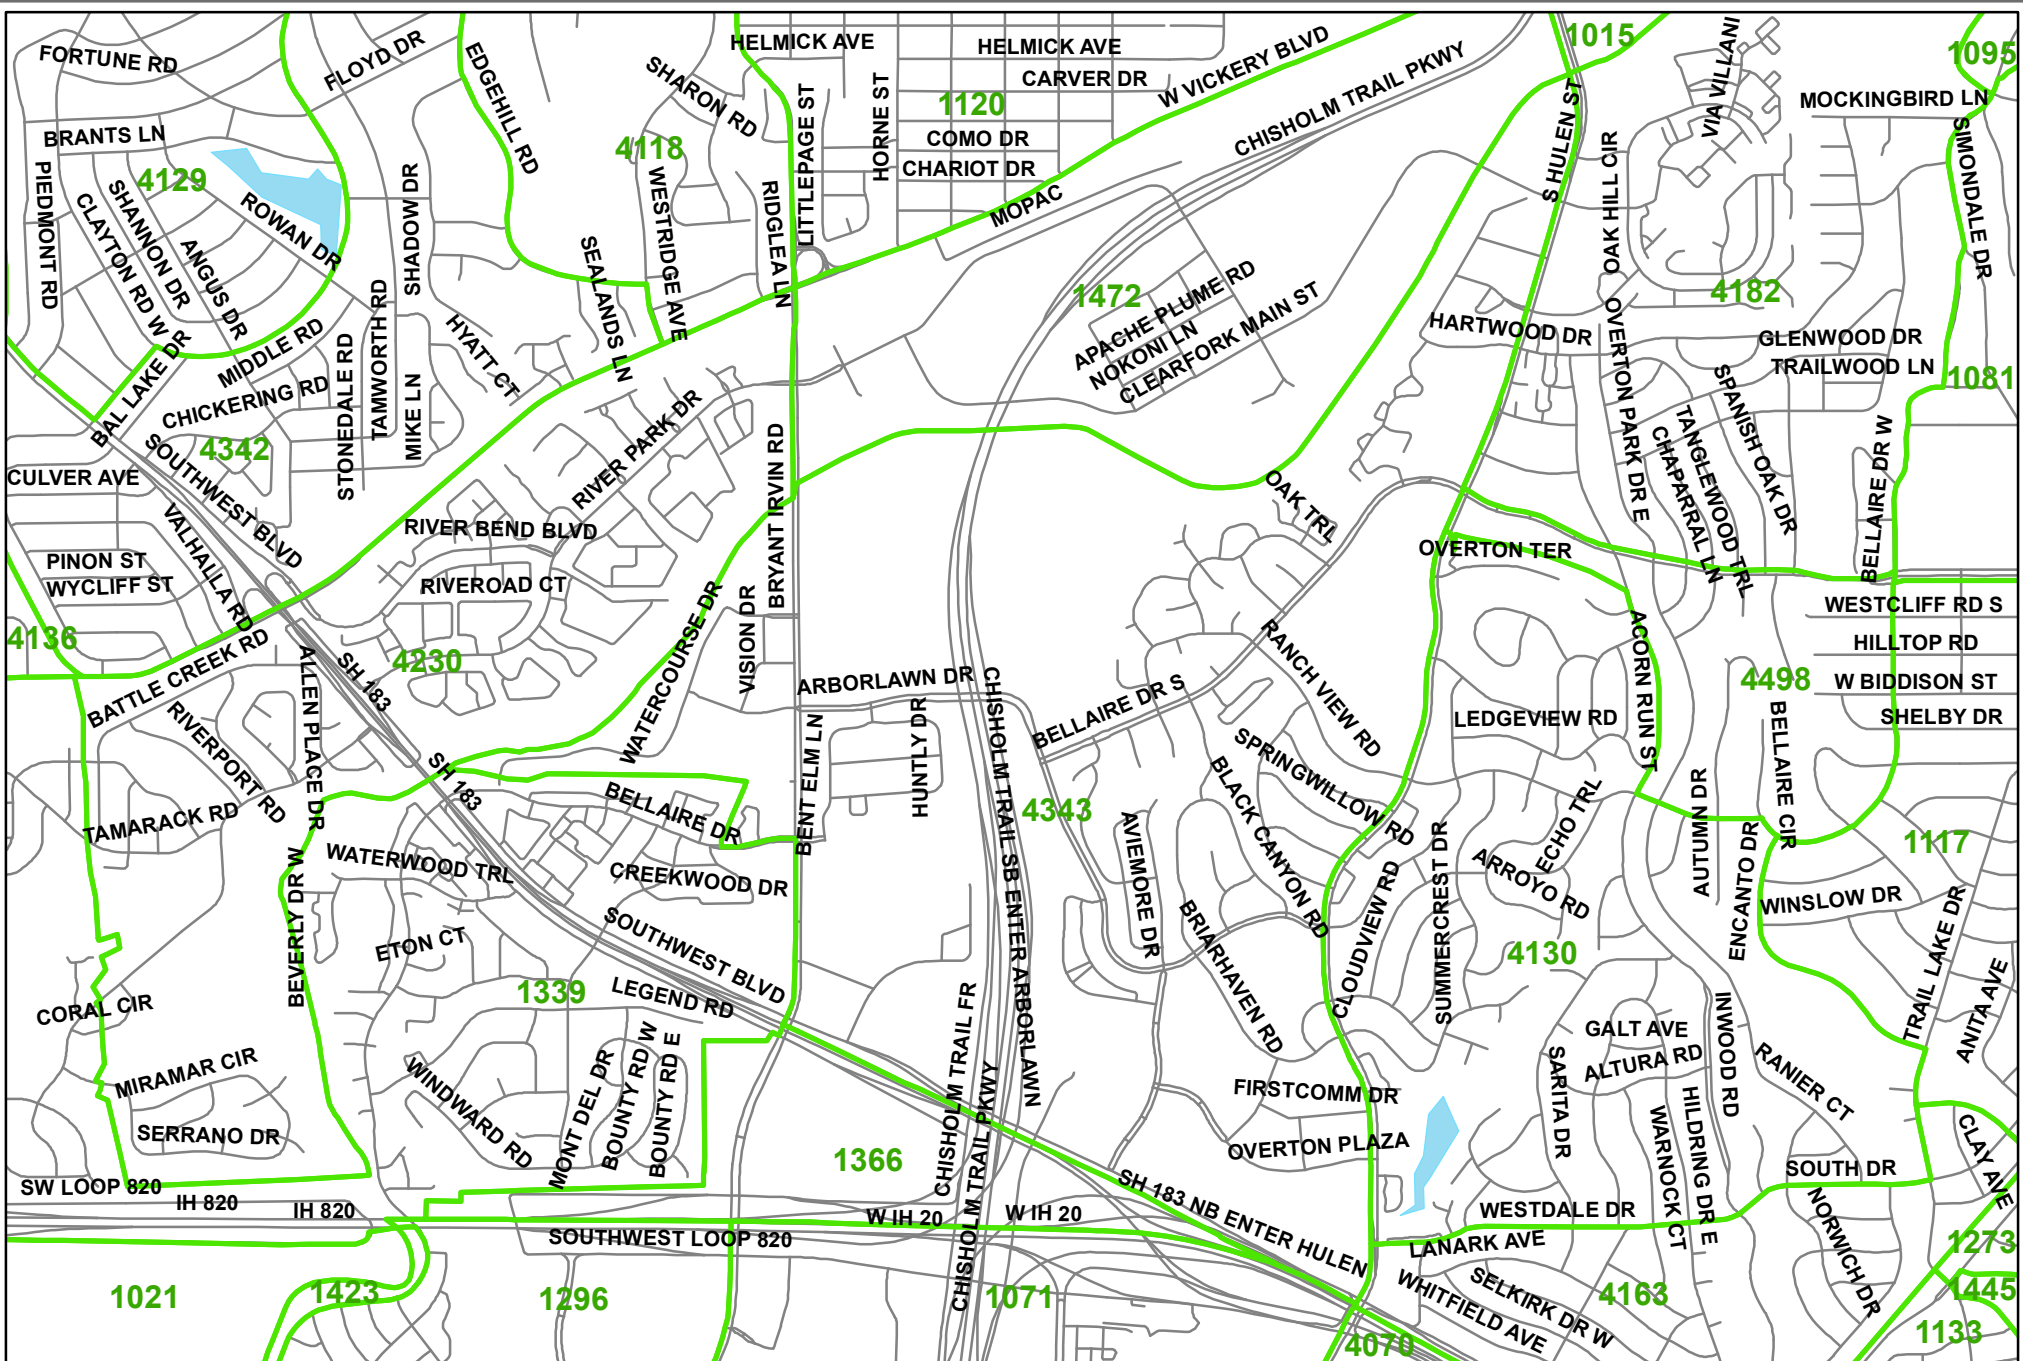 FORTUNE RD
FLOYD DR
EDGEHILL RD
SHARON RD
HELMICK AVE
HELMICK AVE
CARVER DR
W VICKERY BLVD
CHISHOLM TRAIL PKWY
1015
VIA VILLANI
1095
MOCKINGBIRD LN
SIMONDALE DR
BRANTS LN
4129
PIEDMONT RD
CLAYTON RD W
SHANNON DR
ANGUS DR
ROWAN DR
SHADOW DR
4118
WESTRIDGE AVE
RIDGLEA LN
LITTLEPAGE ST
HORNE ST
1120
COMO DR
CHARIOT DR
MOPAC
S HULEN ST
OAK HILL CIR
4182
SEALANDS LN
TAMWORTH RD
STONEDALE RD
MIKE LN
HYATT CT
MIDDLE RD
CHICKERING RD
BAL LAKE DR
4342
1472
APACHE PLUME RD
NOKONI LN
CLEARFORK MAIN ST
HARTWOOD DR
OVERTON PARK DR E
GLENWOOD DR
TRAILWOOD LN
1081
SPANISH OAK DR
TANGLEWOOD TRL
CHAPARRAL LN
BELLAIRE DR W
CULVER AVE
SOUTHWEST BLVD
VALHALLA RD
PINON ST
WYCLIFF ST
4136
RIVER PARK DR
RIVER BEND BLVD
RIVEROAD CT
4230
BRYANT IRVIN RD
VISION DR
WATERCOURSE DR
OAK TRL
OVERTON TER
ACORN RUN ST
WESTCLIFF RD S
HILLTOP RD
W BIDDISON ST
SHELBY DR
4498
BELLAIRE CIR
BATTLE CREEK RD
RIVERPORT RD
ALLEN PLACE DR
SH 183
SH 183
TAMARACK RD
ARBORLAWN DR
HUNTLY DR
BENT ELM LN
CHISHOLM TRAIL SB ENTER ARBORLAWN
BELLAIRE DR S
RANCH VIEW RD
SPRINGWILLOW RD
BLACK CANYON RD
LEDGEVIEW RD
4343
AVIEMORE DR
BRIARHAVEN RD
CLOUDVIEW RD
SUMMERCREST DR
ECHO TRL
ARROYO RD
4130
AUTUMN DR
ENCANTO DR
1117
WINSLOW DR
TRAIL LAKE DR
ANITA AVE
BELLAIRE DR
CREEKWOOD DR
WATERWOOD TRL
BEVERLY DR W
ETON CT
SOUTHWEST BLVD
LEGEND RD
1339
CORAL CIR
MIRAMAR CIR
SERRANO DR
WINDWARD RD
MONT DEL DR
BOUNTY RD W
BOUNTY RD E
CHISHOLM TRAIL FR
CHISHOLM TRAIL PKWY
1366
FIRSTCOMM DR
OVERTON PLAZA
GALT AVE
ALTURA RD
SARITA DR
WARNOCK CT
HILDRING DR E
INWOOD RD
RANIER CT
SOUTH DR
NORWICH DR
CLAY AVE
SW LOOP 820
IH 820
IH 820
SOUTHWEST LOOP 820
W IH 20
W IH 20
SH 183 NB ENTER HULEN
WESTDALE DR
LANARK AVE
WHITFIELD AVE
SELKIRK DR W
4163
1273
1445
1133
1021
1423
1296
1071
4070